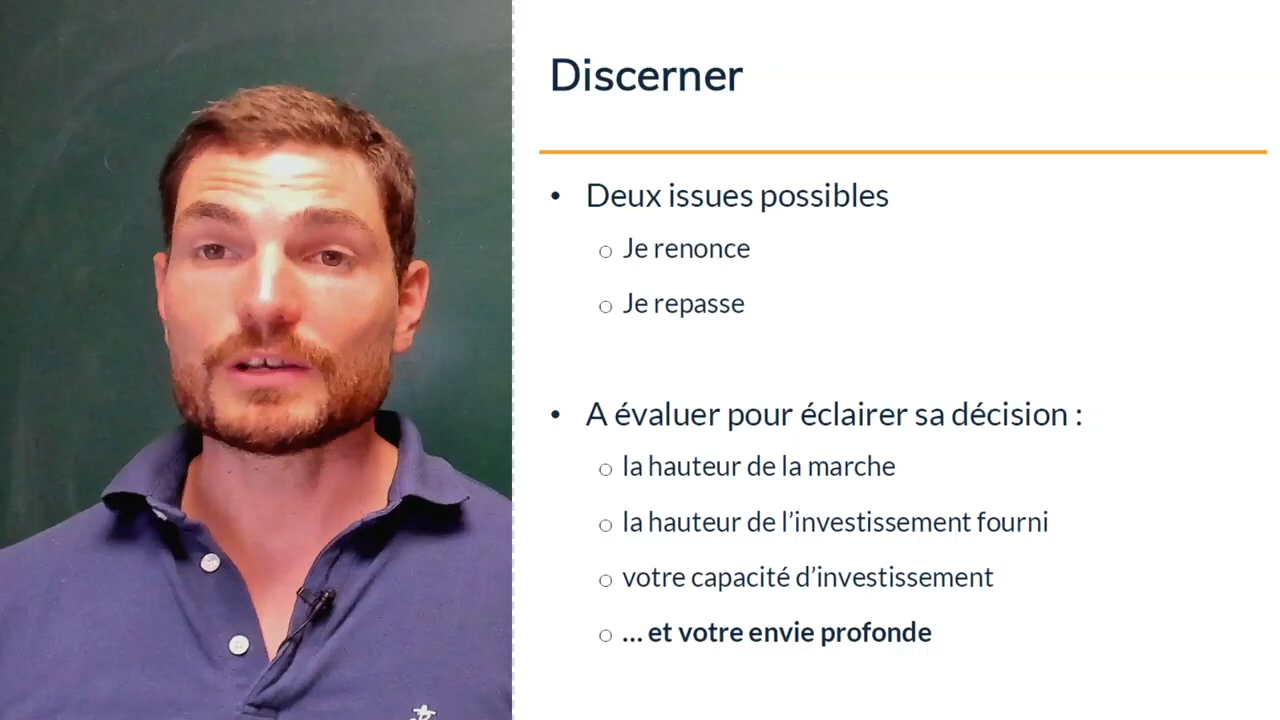 Discerner
• Deux issues possibles
○ Je renonce
○ Je repasse
• A évaluer pour éclairer sa décision :
○ la hauteur de la marche
○ la hauteur de l’investissement fourni
○ votre capacité d’investissement
○ … et votre envie profonde